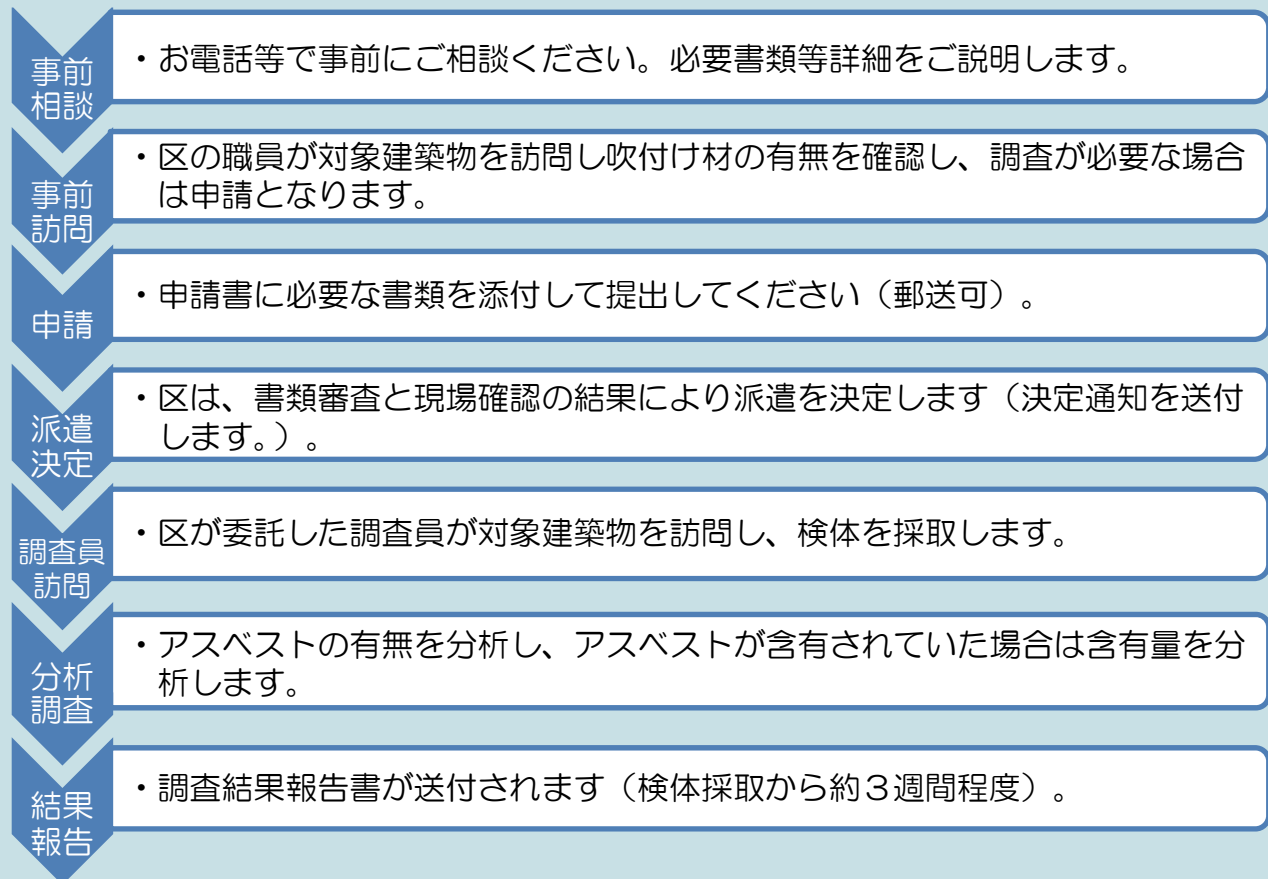 事前
相談
・お電話等で事前にご相談ください。必要書類等詳細をご説明します。
事前
訪問
・区の職員が対象建築物を訪問し吹付け材の有無を確認し、調査が必要な場合
は申請となります。
申請
・申請書に必要な書類を添付して提出してください（郵送可）。
派遣
決定
・区は、書類審査と現場確認の結果により派遣を決定します（決定通知を送付
します。）。
調査員
訪問
・区が委託した調査員が対象建築物を訪問し、検体を採取します。
分析
調査
・アスベストの有無を分析し、アスベストが含有されていた場合は含有量を分
析します。
結果
報告
・調査結果報告書が送付されます（検体採取から約３週間程度）。